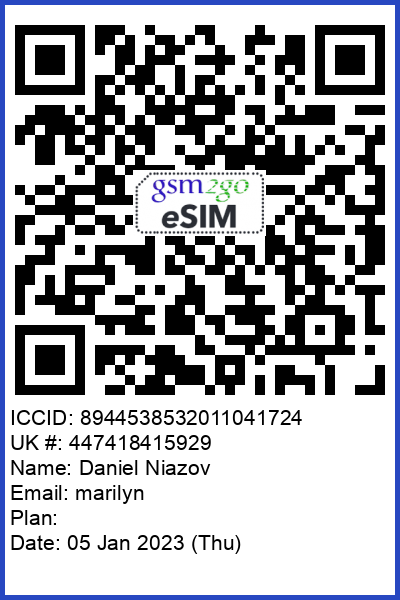 gsm2go
eSIM
ICCID: 8944538532011041724
UK #: 447418415929
Name: Daniel Niazov
Email: marilyn
Plan:
Date: 05 Jan 2023 (Thu)